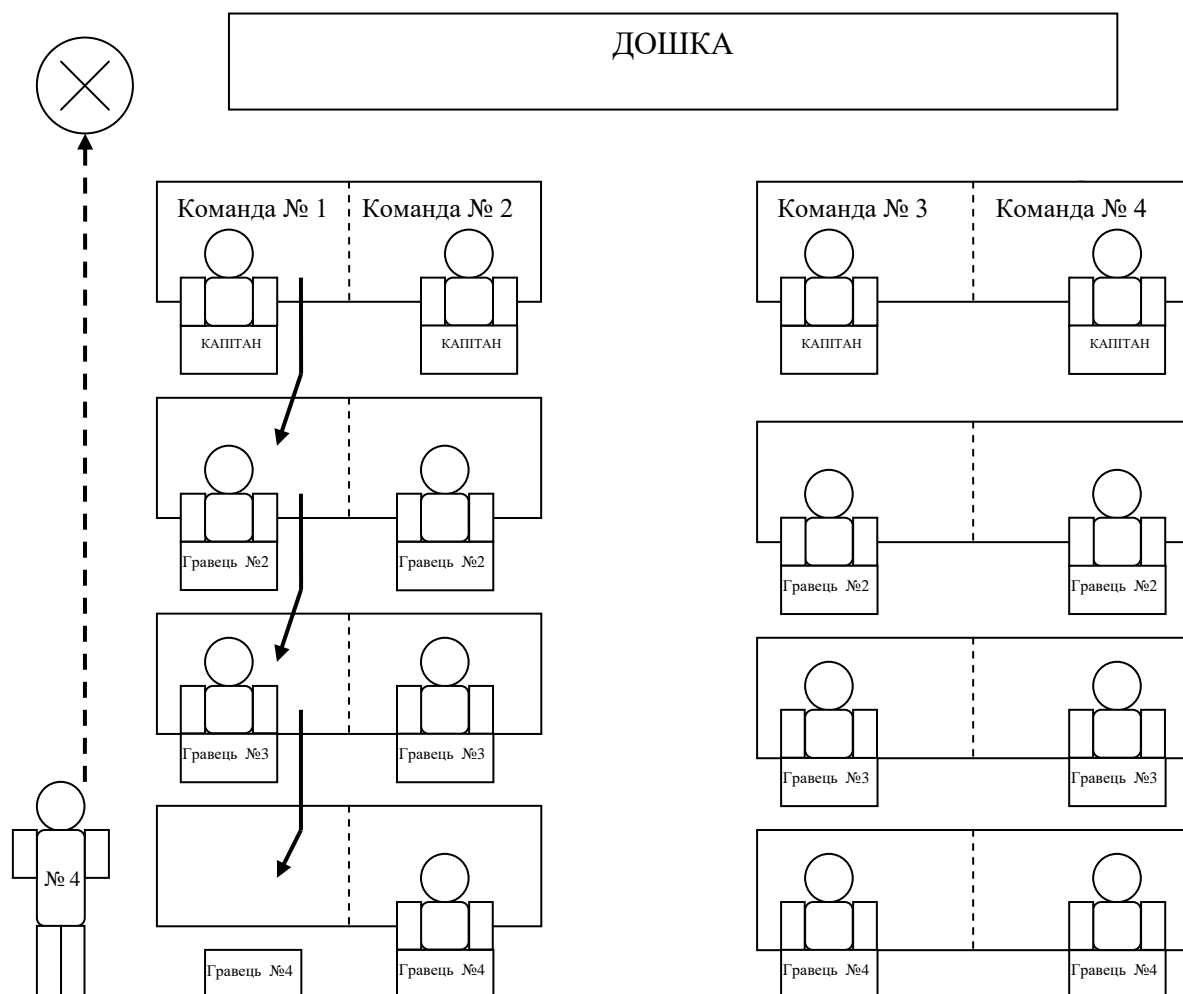 ДОШКА
Команда № 1 Команда № 2 Команда № 3 Команда № 4
КАПІТАН КАПІТАН КАПІТАН КАПІТАН
Гравець №2 Гравець №2 Гравець №2 Гравець №2
Гравець №3 Гравець №3 Гравець №3 Гравець №3
№ 4
Гравець №4 Гравець №4 Гравець №4 Гравець №4